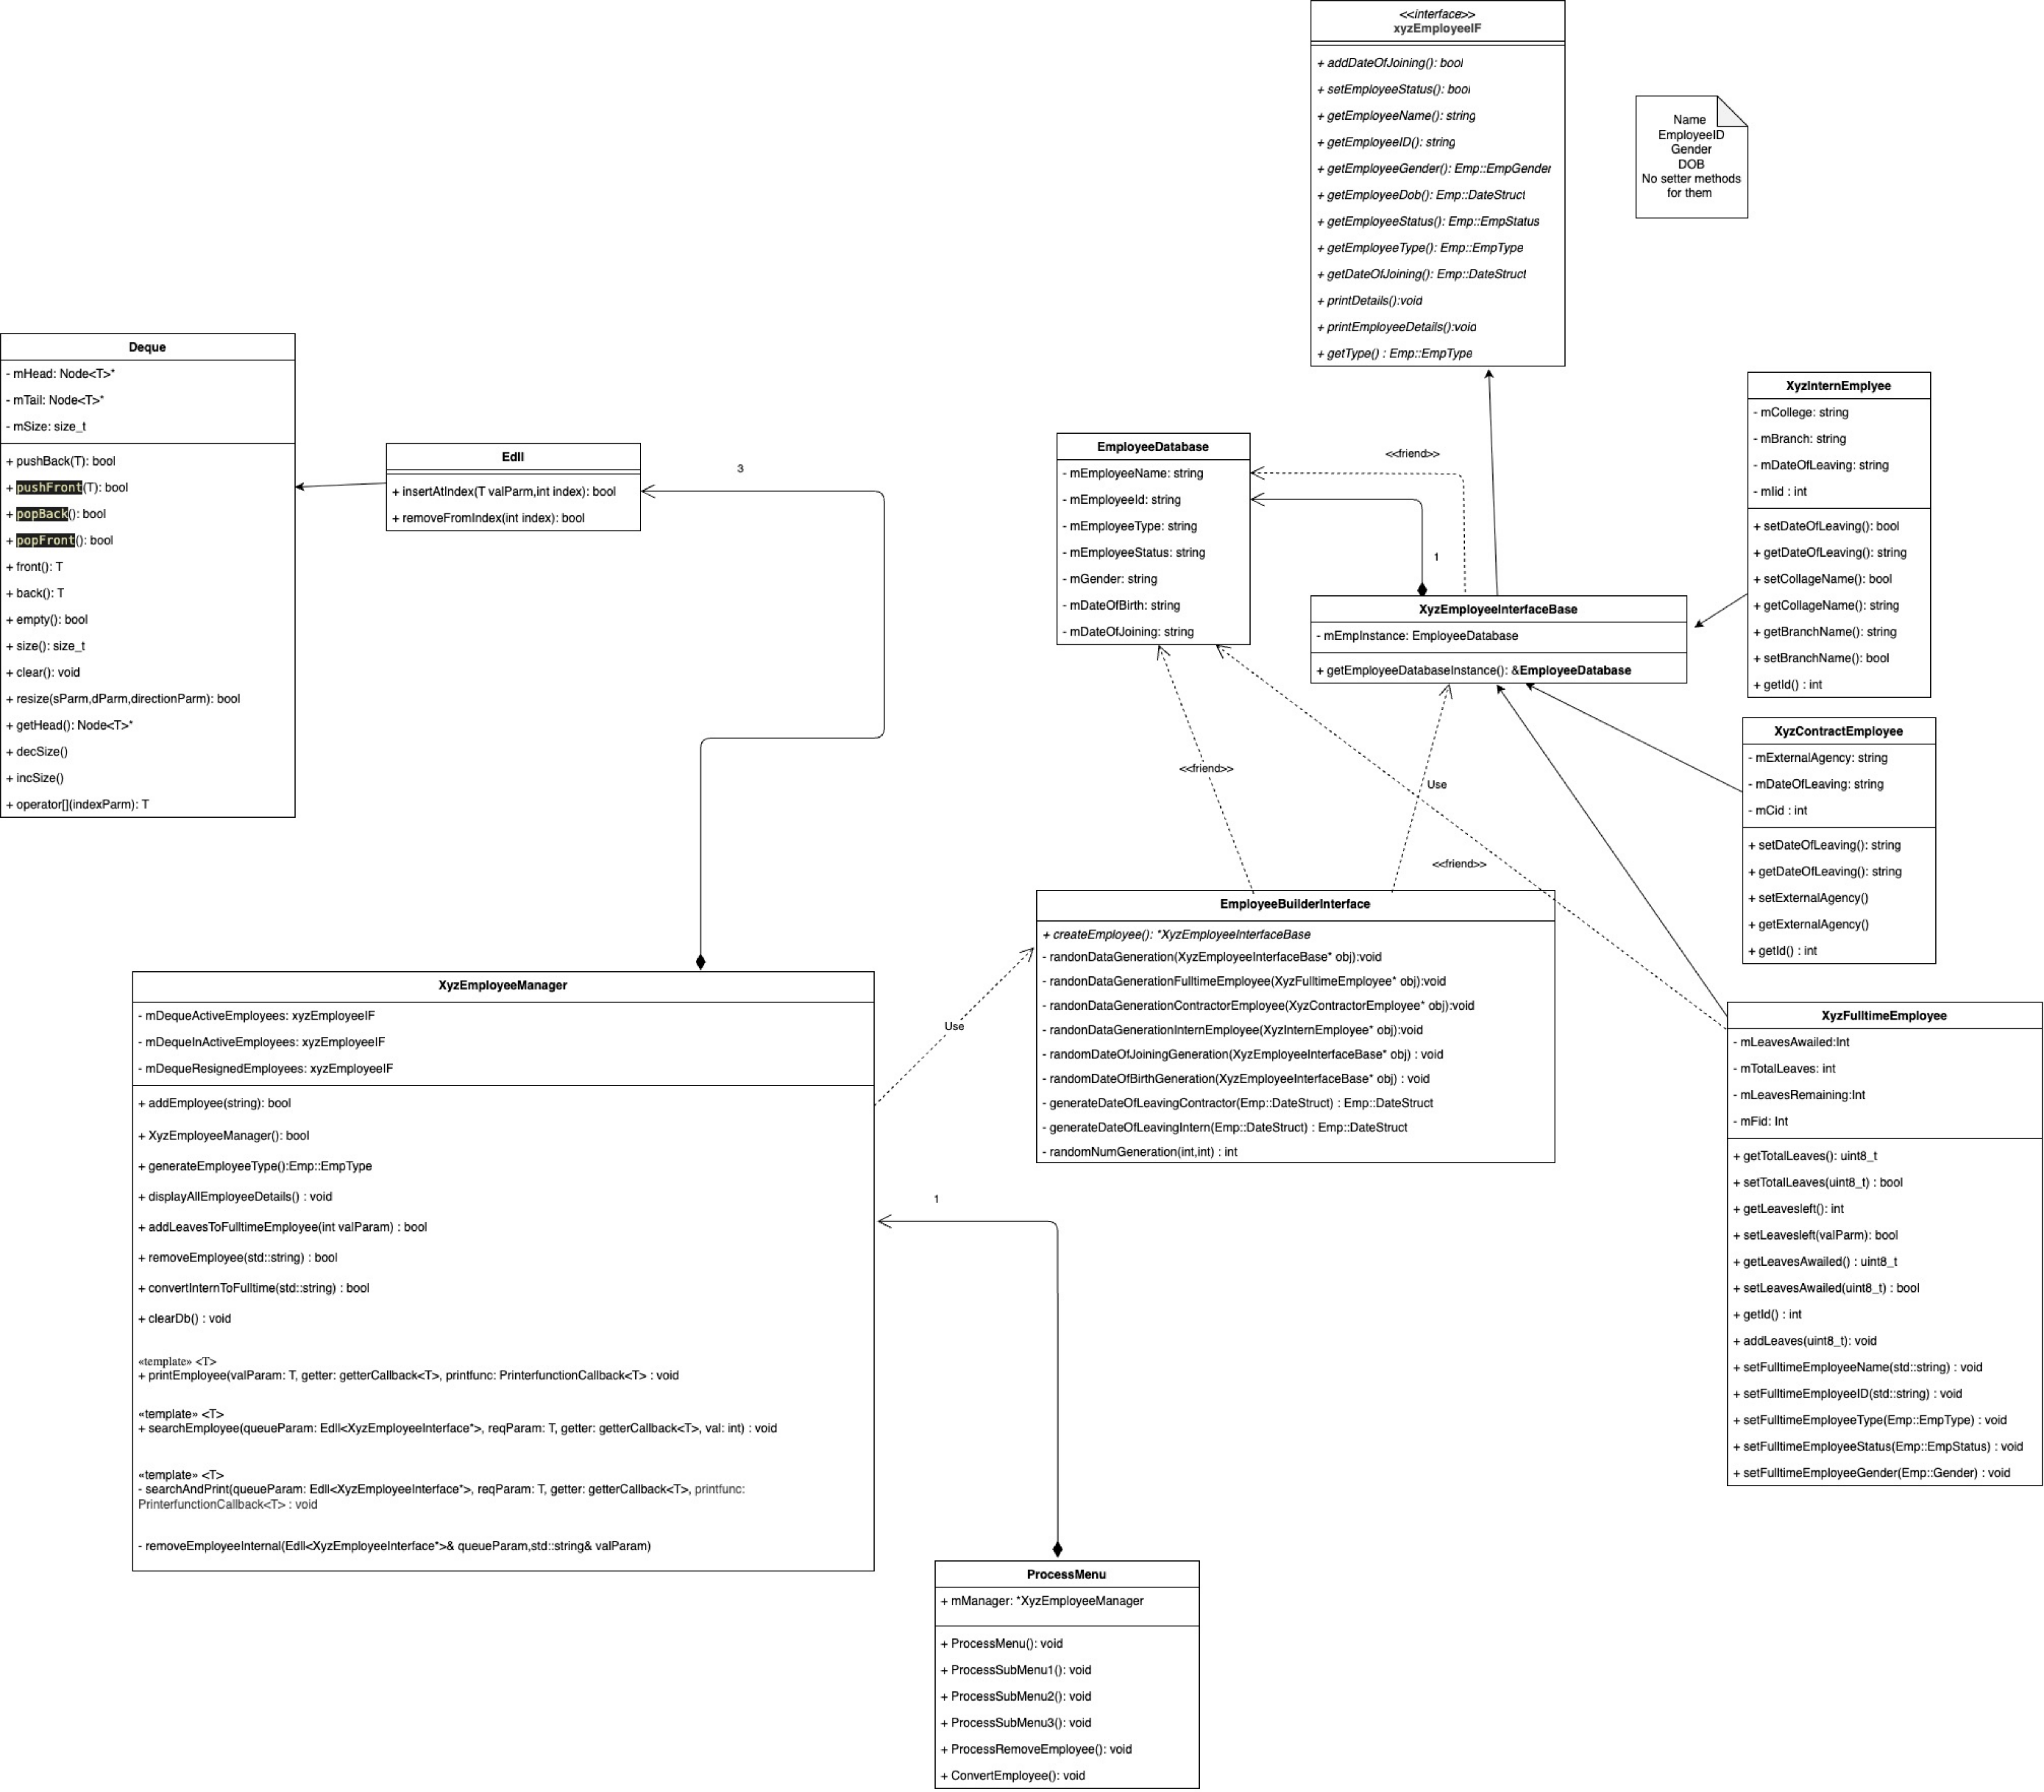 <<interface>>
xyzEmployeeIF
+ addDateOfJoining(): bool
+ setEmployeeStatus(): bool
+ getEmployeeName(): string
+ getEmployeeID(): string
+ getEmployeeGender(): Emp::EmpGender
+ getEmployeeDob(): Emp::DateStruct
+ getEmployeeStatus(): Emp::EmpStatus
+ getEmployeeType(): Emp::EmpType
+ getDateOfJoining(): Emp::DateStruct
+ printDetails():void
+ printEmployeeDetails():void
+ getType() : Emp::EmpType
Name
EmployeeID
Gender
DOB
No setter methods
for them
Deque
- mHead: Node<T>*
- mTail: Node<T>*
- mSize: size_t
+ pushBack(T): bool
+ pushFront(T): bool
+ popBack(): bool
+ popFront(): bool
+ front(): T
+ back(): T
+ empty(): bool
+ size(): size_t
+ clear(): void
+ resize(sParm,dParm,directionParm): bool
+ getHead(): Node<T>*
+ decSize()
+ incSize()
+ operator[](indexParm): T
Edll
+ insertAtIndex(T valParm,int index): bool
+ removeFromIndex(int index): bool
3
EmployeeDatabase
- mEmployeeName: string
- mEmployeeId: string
- mEmployeeType: string
- mEmployeeStatus: string
- mGender: string
- mDateOfBirth: string
- mDateOfJoining: string
<<friend>>
1
XyzEmployeeInterfaceBase
- mEmpInstance: EmployeeDatabase
+ getEmployeeDatabaseInstance(): &EmployeeDatabase
XyzInternEmplyee
- mCollege: string
- mBranch: string
- mDateOfLeaving: string
- mIid : int
+ setDateOfLeaving(): bool
+ getDateOfLeaving(): string
+ setCollageName(): bool
+ getCollageName(): string
+ getBranchName(): string
+ setBranchName(): bool
+ getId() : int
XyzContractEmployee
- mExternalAgency: string
- mDateOfLeaving: string
- mCid : int
+ setDateOfLeaving(): string
+ getDateOfLeaving(): string
+ setExternalAgency()
+ getExternalAgency()
+ getId() : int
<<friend>>
Use
<<friend>>
EmployeeBuilderInterface
+ createEmployee(): *XyzEmployeeInterfaceBase
- randonDataGeneration(XyzEmployeeInterfaceBase* obj):void
- randonDataGenerationFulltimeEmployee(XyzFulltimeEmployee* obj):void
- randonDataGenerationContractorEmployee(XyzContractorEmployee* obj):void
- randonDataGenerationInternEmployee(XyzInternEmployee* obj):void
- randomDateOfJoiningGeneration(XyzEmployeeInterfaceBase* obj) : void
- randomDateOfBirthGeneration(XyzEmployeeInterfaceBase* obj) : void
- generateDateOfLeavingContractor(Emp::DateStruct) : Emp::DateStruct
- generateDateOfLeavingIntern(Emp::DateStruct) : Emp::DateStruct
- randomNumGeneration(int,int) : int
Use
XyzEmployeeManager
- mDequeActiveEmployees: xyzEmployeeIF
- mDequeInActiveEmployees: xyzEmployeeIF
- mDequeResignedEmployees: xyzEmployeeIF
+ addEmployee(string): bool
+ XyzEmployeeManager(): bool
+ generateEmployeeType():Emp::EmpType
+ displayAllEmployeeDetails() : void
+ addLeavesToFulltimeEmployee(int valParam) : bool
+ removeEmployee(std::string) : bool
+ convertInternToFulltime(std::string) : bool
+ clearDb() : void
«template» <T>
+ printEmployee(valParam: T, getter: getterCallback<T>, printfunc: PrinterfunctionCallback<T> : void
«template» <T>
+ searchEmployee(queueParam: Edll<XyzEmployeeInterface*>, reqParam: T, getter: getterCallback<T>, val: int) : void
«template» <T>
- searchAndPrint(queueParam: Edll<XyzEmployeeInterface*>, reqParam: T, getter: getterCallback<T>, printfunc:
PrinterfunctionCallback<T> : void
- removeEmployeeInternal(Edll<XyzEmployeeInterface*>& queueParam,std::string& valParam)
1
XyzFulltimeEmployee
- mLeavesAwailed:Int
- mTotalLeaves: int
- mLeavesRemaining:Int
- mFid: Int
+ getTotalLeaves(): uint8_t
+ setTotalLeaves(uint8_t) : bool
+ getLeavesleft(): int
+ setLeavesleft(valParm): bool
+ getLeavesAwailed() : uint8_t
+ setLeavesAwailed(uint8_t) : bool
+ getId() : int
+ addLeaves(uint8_t): void
+ setFulltimeEmployeeName(std::string) : void
+ setFulltimeEmployeeID(std::string) : void
+ setFulltimeEmployeeType(Emp::EmpType) : void
+ setFulltimeEmployeeStatus(Emp::EmpStatus) : void
+ setFulltimeEmployeeGender(Emp::Gender) : void
ProcessMenu
+ mManager: *XyzEmployeeManager
+ ProcessMenu(): void
+ ProcessSubMenu1(): void
+ ProcessSubMenu2(): void
+ ProcessSubMenu3(): void
+ ProcessRemoveEmployee(): void
+ ConvertEmployee(): void